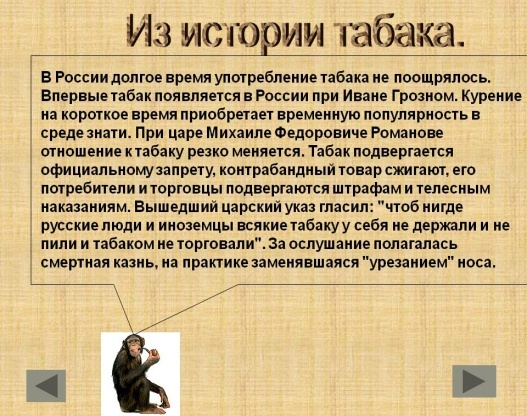 Из истории табака.
В России долгое время употребление табака не поощрялось.
Впервые табак появляется в России при Иване Грозном. Курение
на короткое время приобретает временную популярность в
среде знати. При царе Михаиле Федоровиче Романове
отношение к табаку резко меняется. Табак подвергается
официальному запрету, контрабандный товар сжигают, его
потребители и торговцы подвергаются штрафам и телесным
наказаниям. Вышедший царский указ гласил: "чтоб нигде
русские люди и иноземцы всякие табаку у себя не держали и не
пили и табаком не торговали". За ослушание полагалась
смертная казнь, на практике заменявшаяся "урезанием" носа.